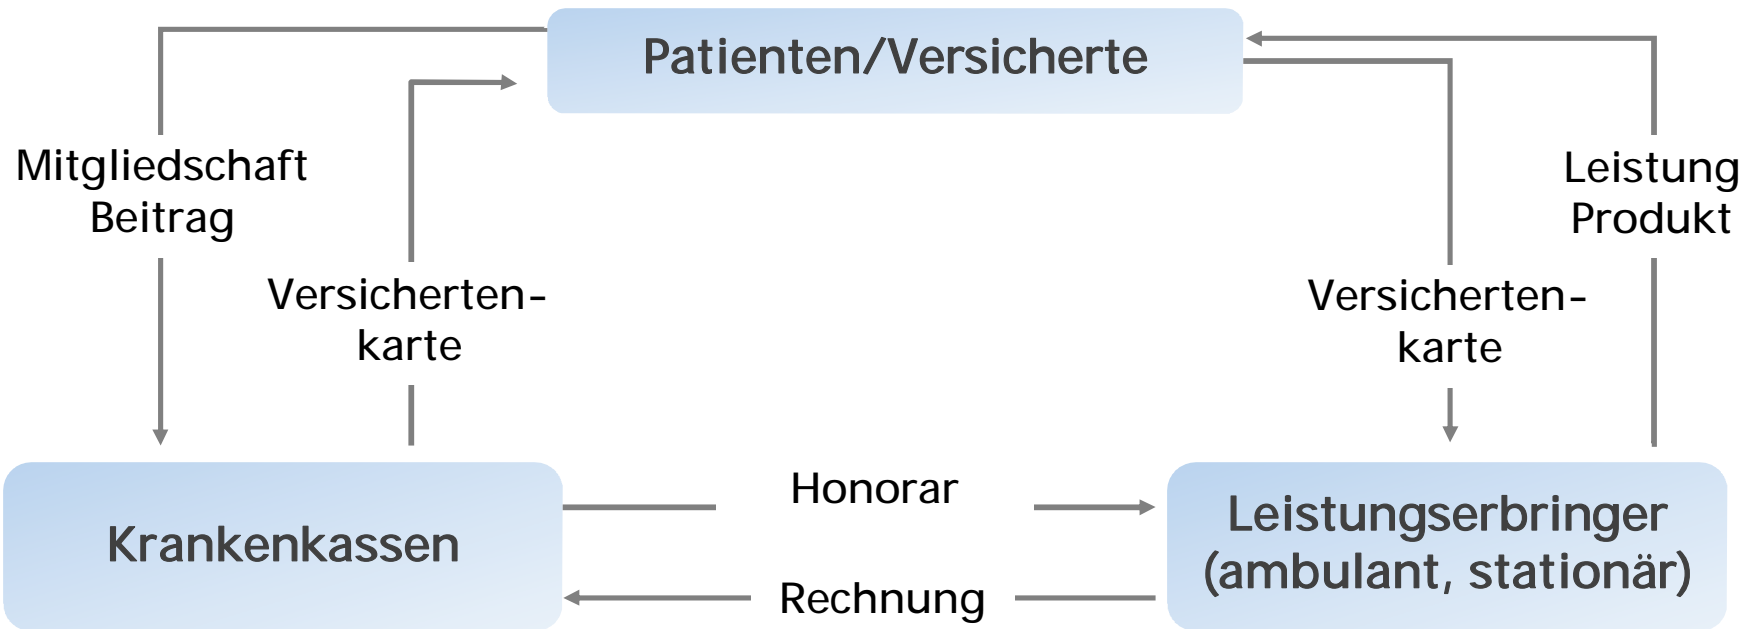 Patienten/Versicherte
Mitgliedschaft
Beitrag
Versicherten-
karte
Versicherten-
karte
Leistung
Produkt
Krankenkassen
Honorar
Rechnung
Leistungserbringer
(ambulant, stationär)